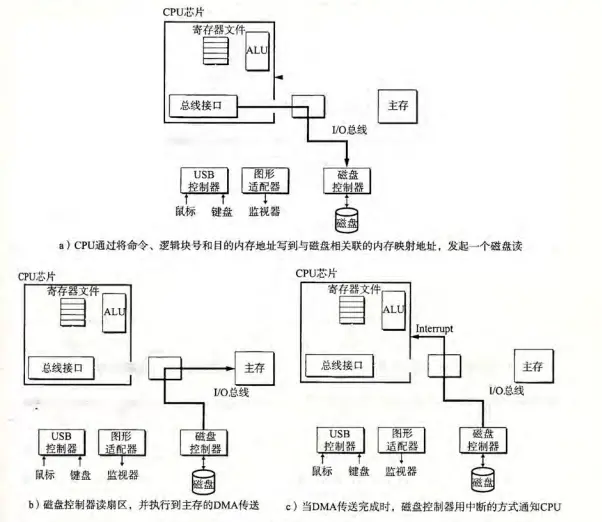 CPU芯片
寄存器文件
ALU
总线接口
主存
I/O总线
USB
控制器
图形
适配器
磁盘
控制器
鼠标
键盘
监视器
磁盘
a）CPU通过将命令、逻辑块号和目的内存地址写到与磁盘相关联的内存映射地址，发起一个磁盘读
CPU芯片
寄存器文件
ALU
总线接口
主存
I/O总线
USB
控制器
图形
适配器
磁盘
控制器
鼠标
键盘
监视器
磁盘
b）磁盘控制器读扇区，并执行到主存的DMA传送
CPU芯片
寄存器文件
ALU
Interrupt
总线接口
主存
I/O总线
USB
控制器
图形
适配器
磁盘
控制器
鼠标
键盘
监视器
磁盘
c）当DMA传送完成时，磁盘控制器用中断的方式通知CPU